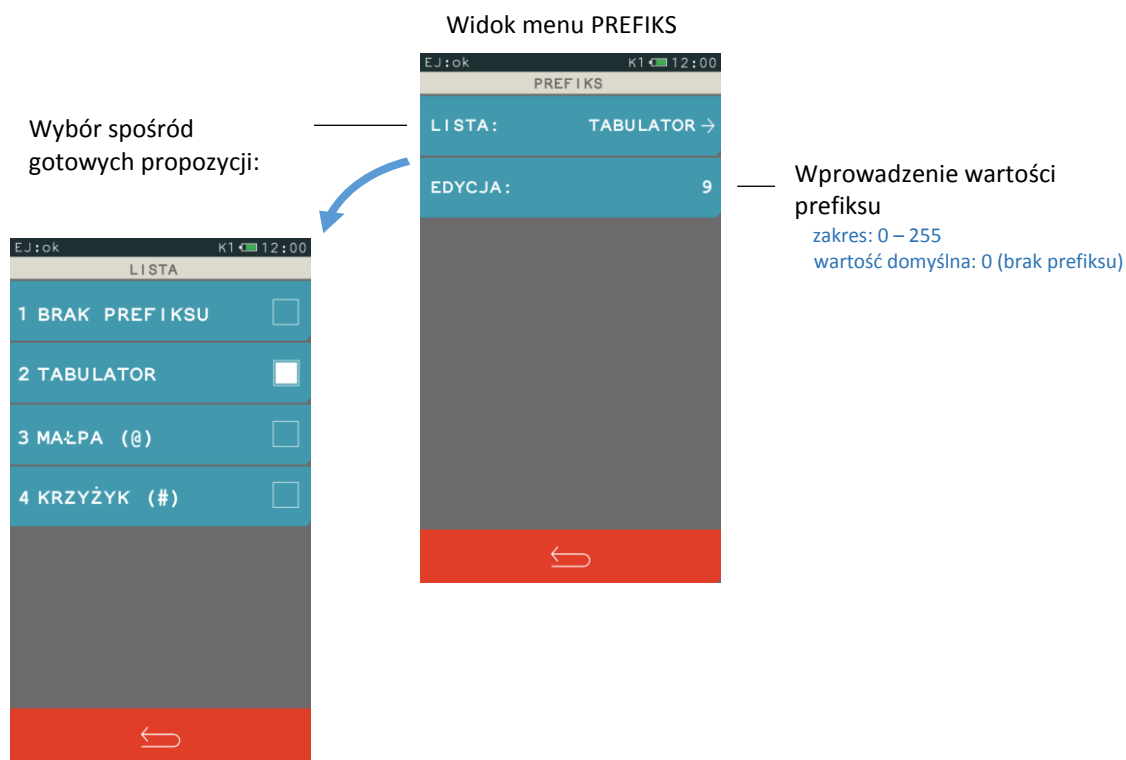 Widok menu PREFIKS
EJ:ok K1 12:00
PREFIKS
LISTA: TABULATOR →
EDYCJA: 9
Wybór spośród
gotowych propozycji:
Wprowadzenie wartości
prefiksu
zakres: 0 – 255
wartość domyślna: 0 (brak prefiksu)
EJ:ok K1 12:00
LISTA
1 BRAK PREFIKSU
2 TABULATOR
3 MAŁPA (@)
4 KRZYŻYK (#)